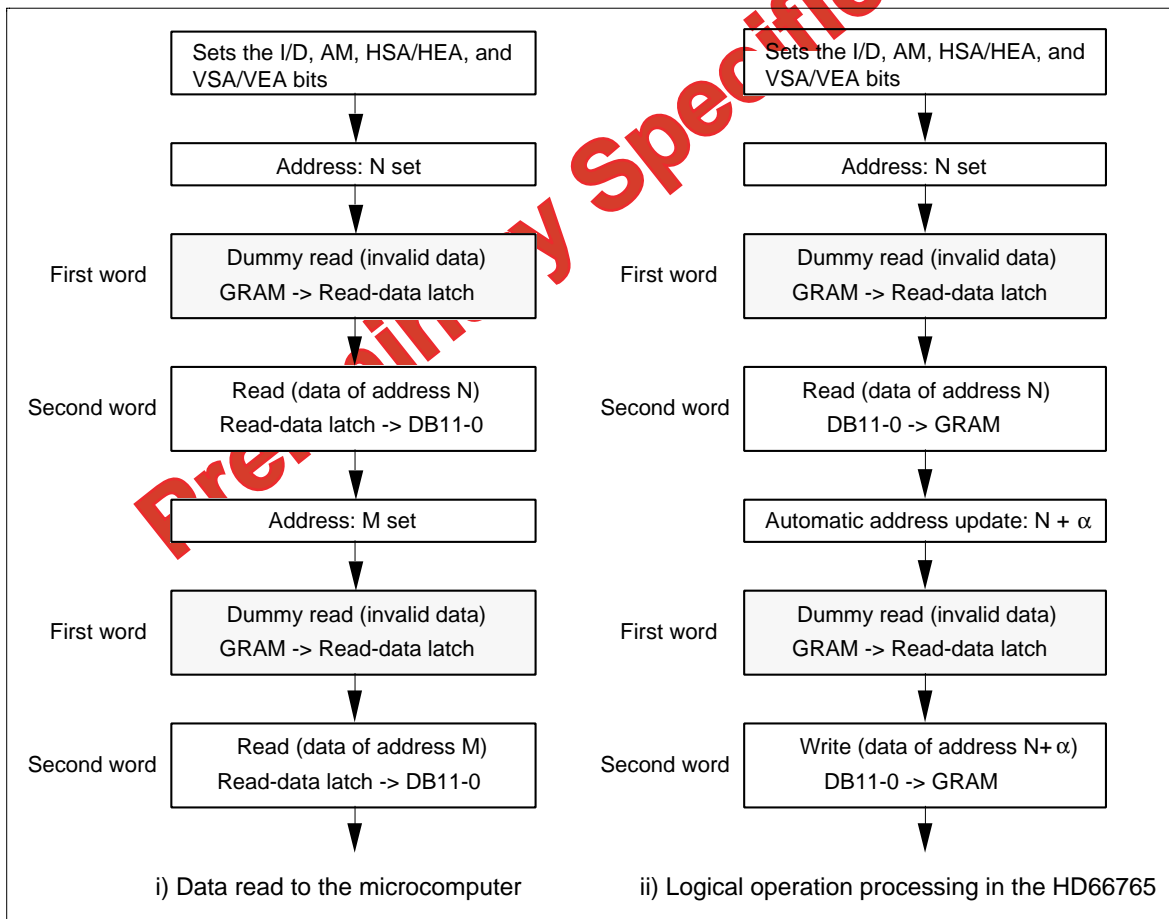 Sets the I/D, AM, HSA/HEA, and
VSA/VEA bits
Address: N set
First word
Dummy read (invalid data)
GRAM -> Read-data latch
Second word
Read (data of address N)
Read-data latch -> DB11-0
Address: M set
First word
Dummy read (invalid data)
GRAM -> Read-data latch
Second word
Read (data of address M)
Read-data latch -> DB11-0
i) Data read to the microcomputer
Sets the I/D, AM, HSA/HEA, and
VSA/VEA bits
Address: N set
First word
Dummy read (invalid data)
GRAM -> Read-data latch
Second word
Read (data of address N)
DB11-0 -> GRAM
Automatic address update: N + α
First word
Dummy read (invalid data)
GRAM -> Read-data latch
Second word
Write (data of address N+ α)
DB11-0 -> GRAM
ii) Logical operation processing in the HD66765